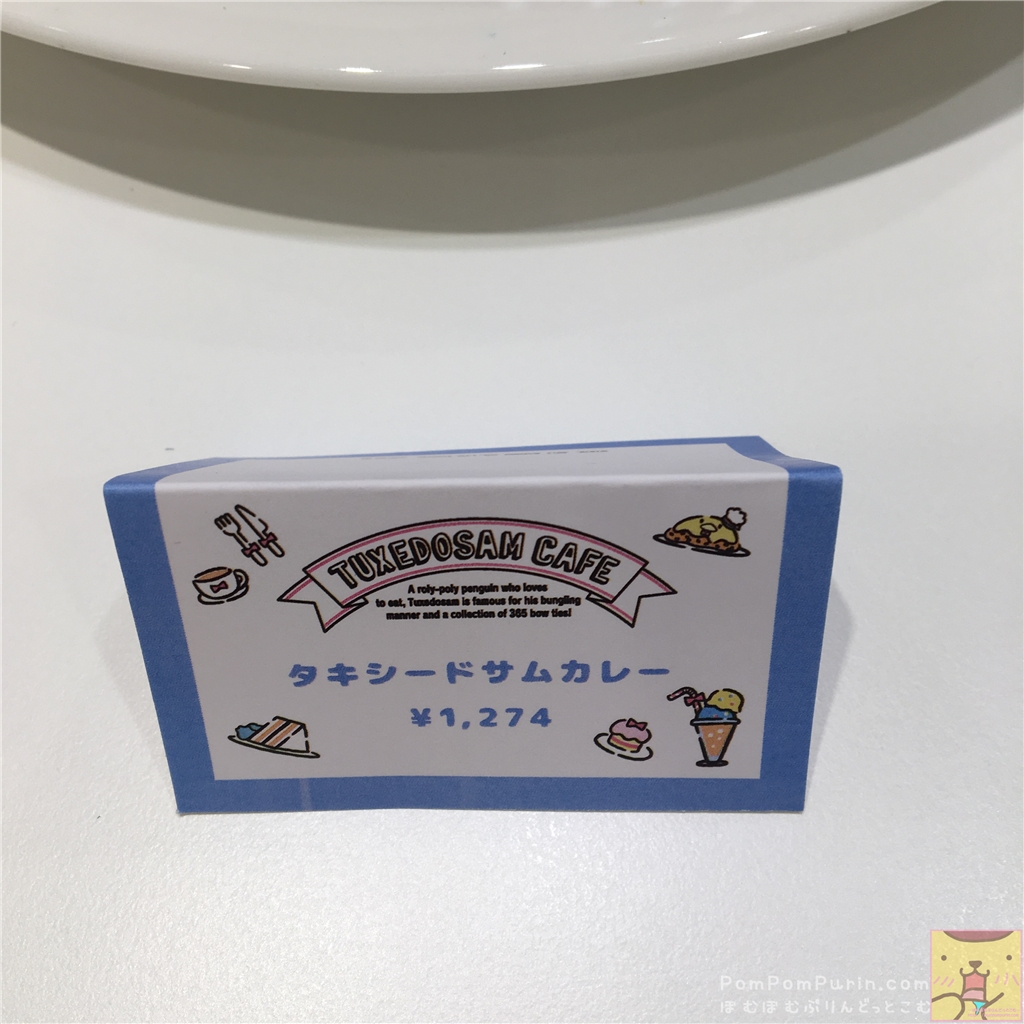 TUXEDOSAM CAFE
A roly-poly penguin who loves
to eat, Tuxedosam is famous for his bungling
manner and a collection of 365 bow ties!
タキシードサムカレー
¥1,274
PomPomPurin.com
ぽむぽむぷりんどっとこむ